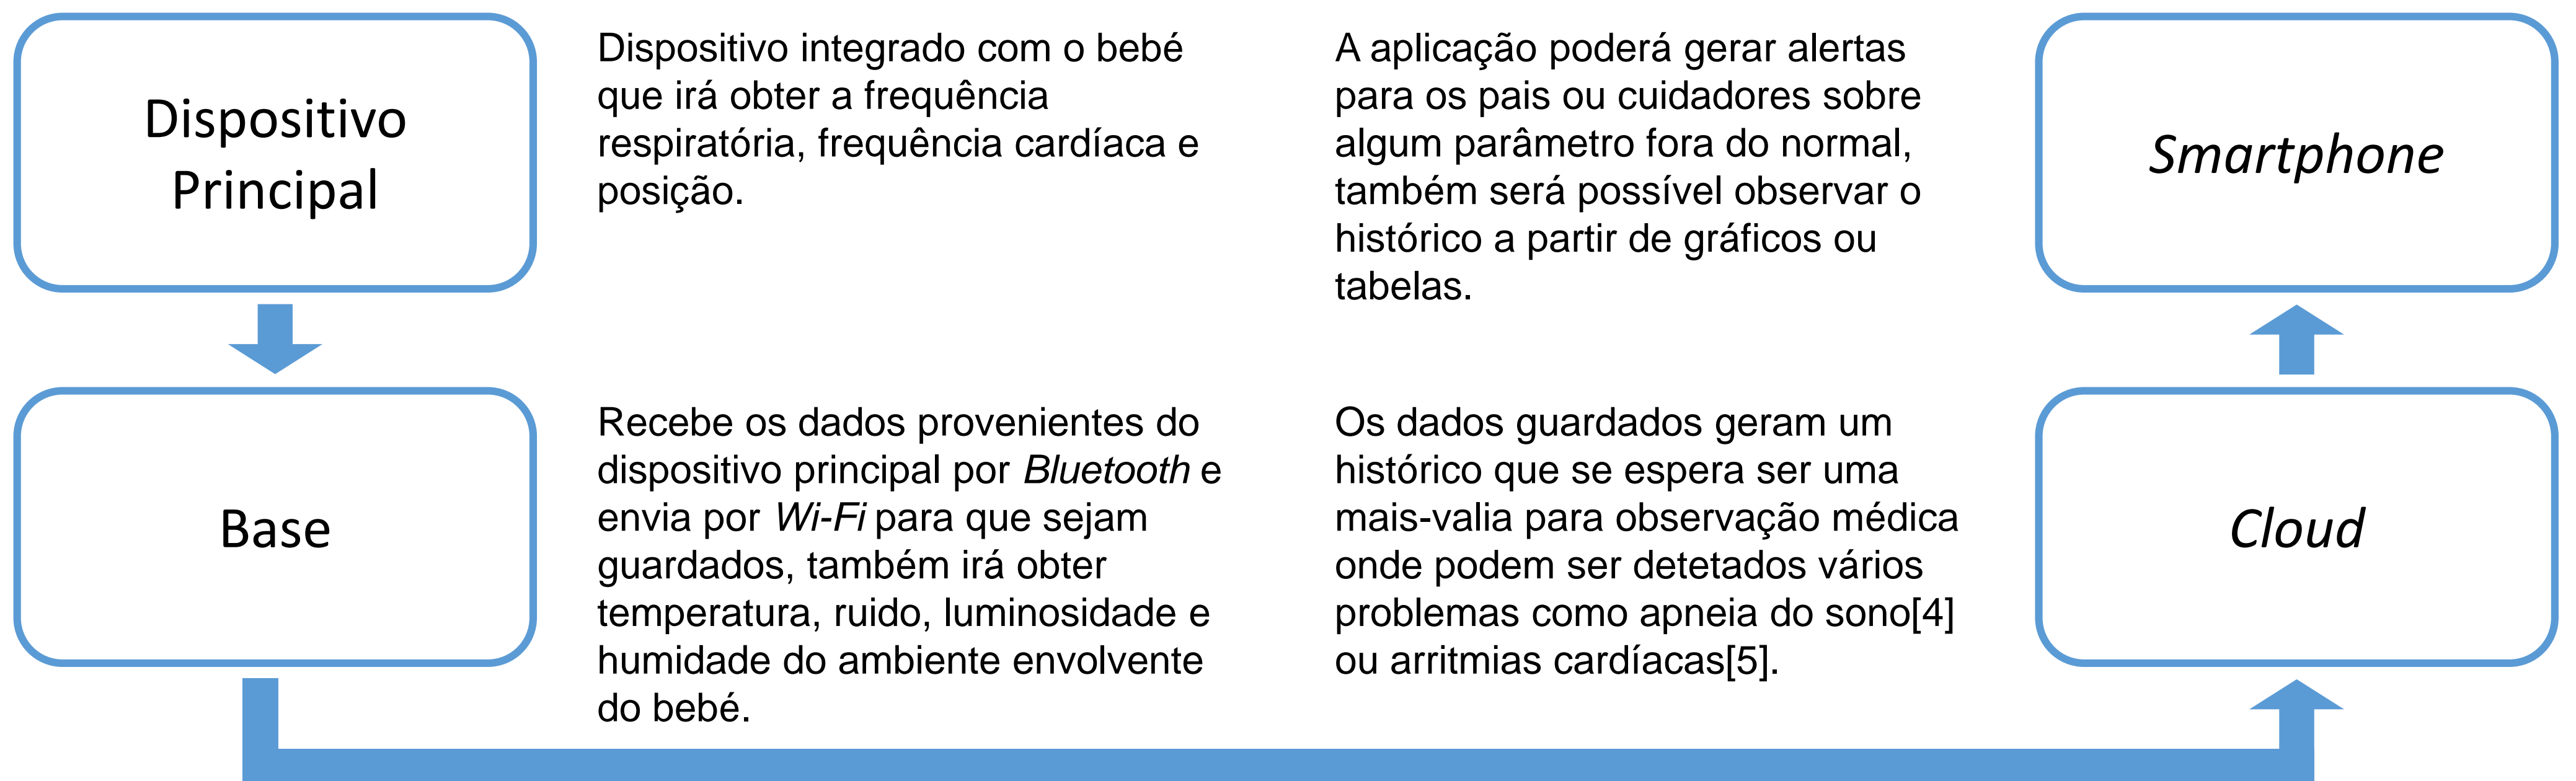 Dispositivo
Principal
Dispositivo integrado com o bebé
que irá obter a frequência
respiratória, frequência cardíaca e
posição.
A aplicação poderá gerar alertas
para os pais ou cuidadores sobre
algum parâmetro fora do normal,
também será possível observar o
histórico a partir de gráficos ou
tabelas.
Smartphone
Base
Recebe os dados provenientes do
dispositivo principal por Bluetooth e
envia por Wi-Fi para que sejam
guardados, também irá obter
temperatura, ruido, luminosidade e
humidade do ambiente envolvente
do bebé.
Os dados guardados geram um
histórico que se espera ser uma
mais-valia para observação médica
onde podem ser detetados vários
problemas como apneia do sono[4]
ou arritmias cardíacas[5].
Cloud